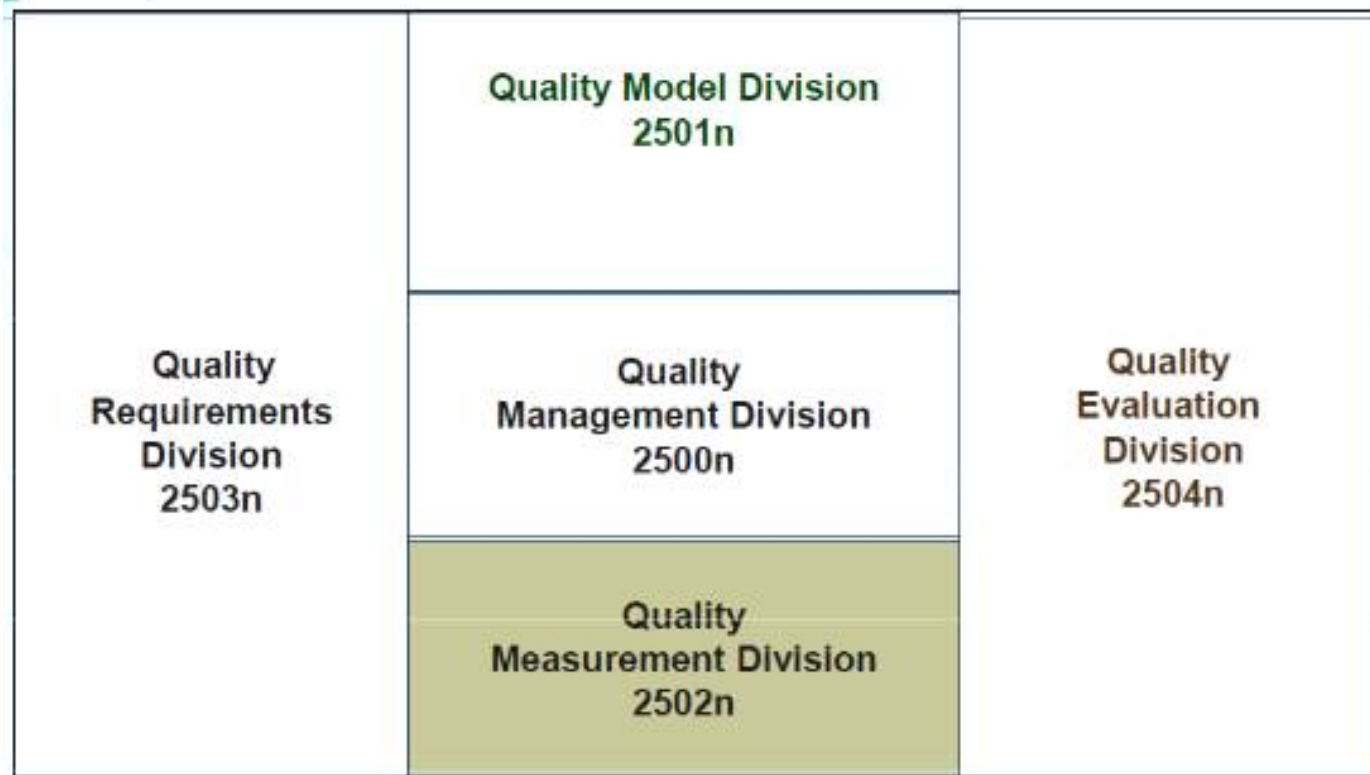 Quality Model Division
2501n
Quality
Requirements
Division
2503n
Quality
Management Division
2500n
Quality
Evaluation
Division
2504n
Quality
Measurement Division
2502n